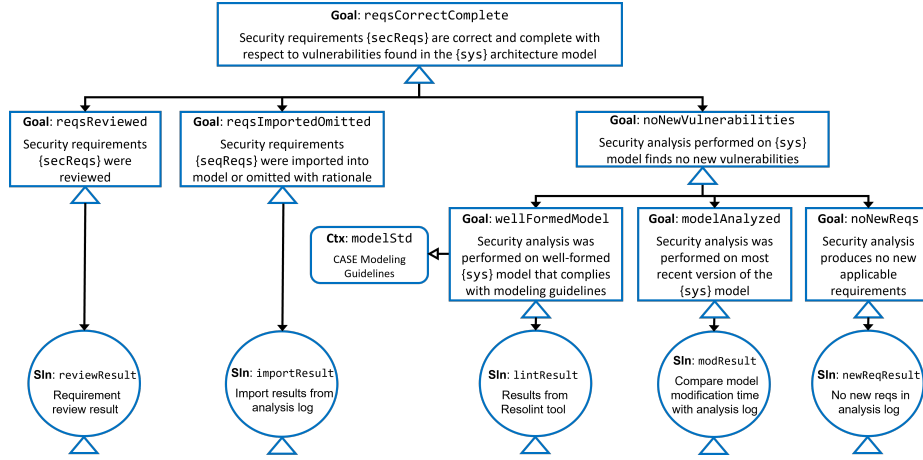 Goal: reqsCorrectComplete
Security requirements {secReqs} are correct and complete with
respect to vulnerabilities found in the {sys} architecture model
Goal: reqsReviewed
Security requirements
{secReqs} were
reviewed
Goal: reqsImportedOmitted
Security requirements
{seqReqs} were imported into
model or omitted with rationale
Goal: noNewVulnerabilities
Security analysis performed on {sys}
model finds no new vulnerabilities
Ctx: modelStd
CASE Modeling
Guidelines
Goal: wellFormedModel
Security analysis was
performed on well-formed
{sys} model that complies
with modeling guidelines
Goal: modelAnalyzed
Security analysis was
performed on most
recent version of the
{sys} model
Goal: noNewReqs
Security analysis
produces no new
applicable
requirements
Sln: reviewResult
Requirement
review result
Sln: importResult
Import results from
analysis log
Sln: lintResult
Results from
Resolint tool
Sln: modResult
Compare model
modification time
with analysis log
Sln: newReqResult
No new reqs in
analysis log